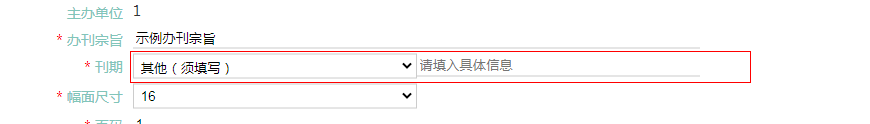 主办单位 1
* 办刊宗旨 示例办刊宗旨
* 刊期 其他（须填写） 请填入具体信息
* 幅面尺寸 16